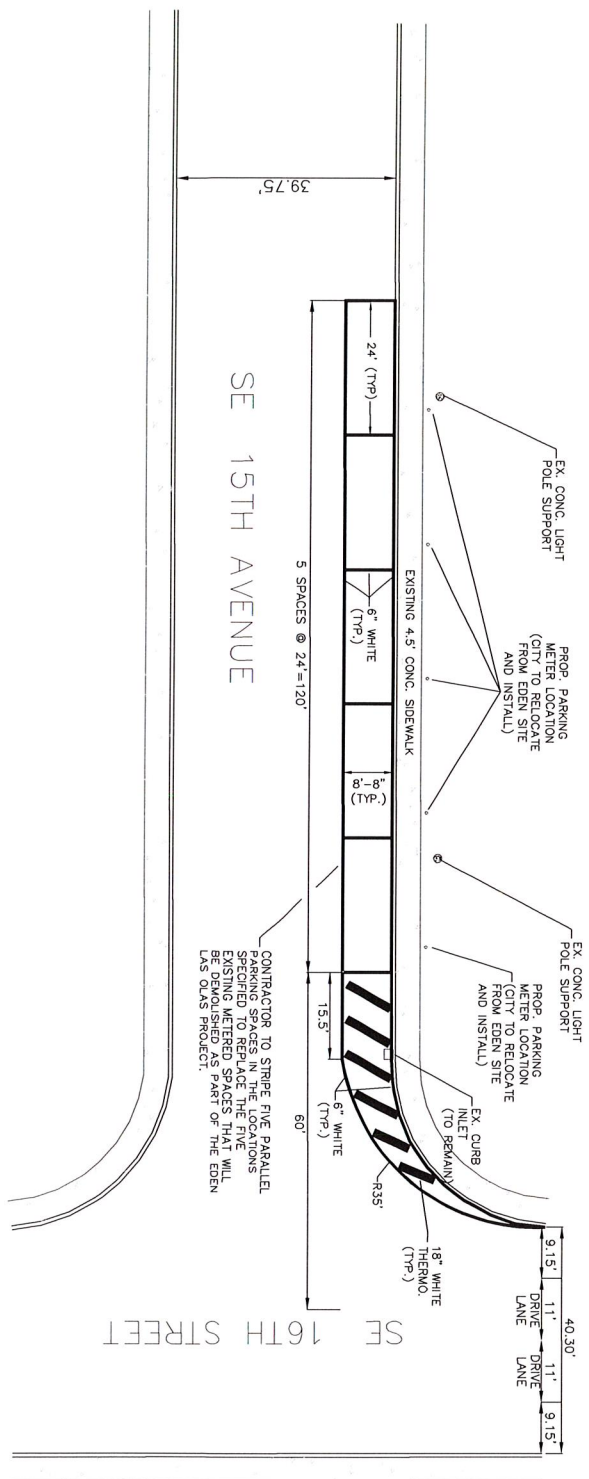 39.75'
24' (TYP)
SE 15TH AVENUE
5 SPACES @ 24'=120'
6" WHITE
(TYP.)
EXISTING 4.5' CONC. SIDEWALK
8'-8"
(TYP.)
EX. CONC. LIGHT
POLE SUPPORT
PROP. PARKING
METER LOCATION
(CITY TO RELOCATE
FROM EDEN SITE
AND INSTALL)
EX. CONC. LIGHT
POLE SUPPORT
PROP. PARKING
METER LOCATION
(CITY TO RELOCATE
FROM EDEN SITE
AND INSTALL)
EX. CURB
INLET
(TO REMAIN)
CONTRACTOR TO STRIPE FIVE PARALLEL
PARKING SPACES IN THE LOCATIONS
SPECIFIED TO REPLACE THE FIVE
EXISTING METERED SPACES THAT WILL
BE DEMOLISHED AS PART OF THE EDEN
LAS OLAS PROJECT.
15.5'
60'
6" WHITE
(TYP.)
R35'
18" WHITE
THERMO.
(TYP.)
SE 16TH STREET
9.15'
11'
DRIVE
LANE
11'
DRIVE
LANE
9.15'
40.30'